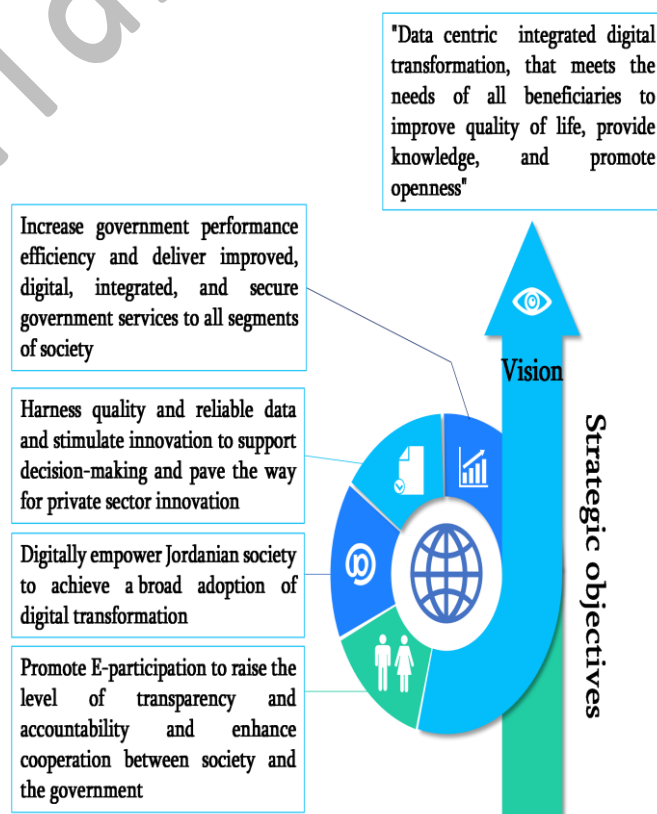 "Data centric integrated digital
transformation, that meets the
needs of all beneficiaries to
improve quality of life, provide
knowledge, and promote
openness"
Increase government performance
efficiency and deliver improved,
digital, integrated, and secure
government services to all segments
of society
Vision
Harness quality and reliable data
and stimulate innovation to support
decision-making and pave the way
for private sector innovation
Strategic objectives
Digitally empower Jordanian society
to achieve a broad adoption of
digital transformation
@
Promote E-participation to raise the
level of transparency and
accountability and enhance
cooperation between society and
the government